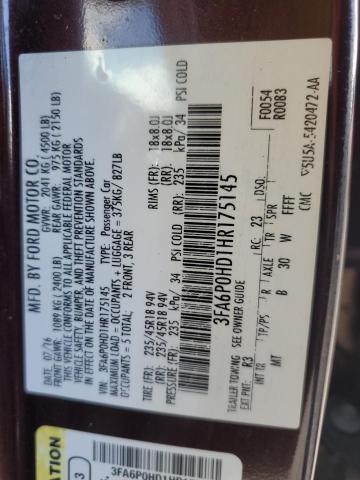 MFD. BY FORD MOTOR CO.
07/16 GVWR: 2041 KG ( 4500 LB)
FRONT GAWR: 1089 KG ( 2400 LB) REAR GAWR: 975 KG ( 2150 LB)
THIS VEHICLE CONFORMS TO ALL APPLICABLE FEDERAL MOTOR
VEHICLE SAFETY, BUMPER, AND THEFT PREVENTION STANDARDS
IN EFFECT ON THE DATE OF MANUFACTURE SHOWN ABOVE.
VIN: 3FA6P0HD1HR175145 TYPE: Passenger Car
MAXIMUM LOAD = OCCUPANTS + LUGGAGE = 375KG/ 827LB
OCCUPANTS = 5 TOTAL: 2 FRONT, 3 REAR
TIRE (FR): 235/45R18 94V RIMS (FR): 18x8.0J
(RR): 235/45R18 94V (RR): 18x8.0J
(FR): 235 kPa/ 34 PSI COLD (RR): 235 kPa/ 34 PSI COLD
3FA6P0HD1HR175145
TRAILER TOWING - SEE OWNER GUIDE F0054
R0083
EXT PNT: R3 RC: 23 DSO:
INT TR TP/PS R AXLE TR SPR
MT B 30 W FFFF CMC
5U5A-5420472-AA
3FA6P0HD1HR